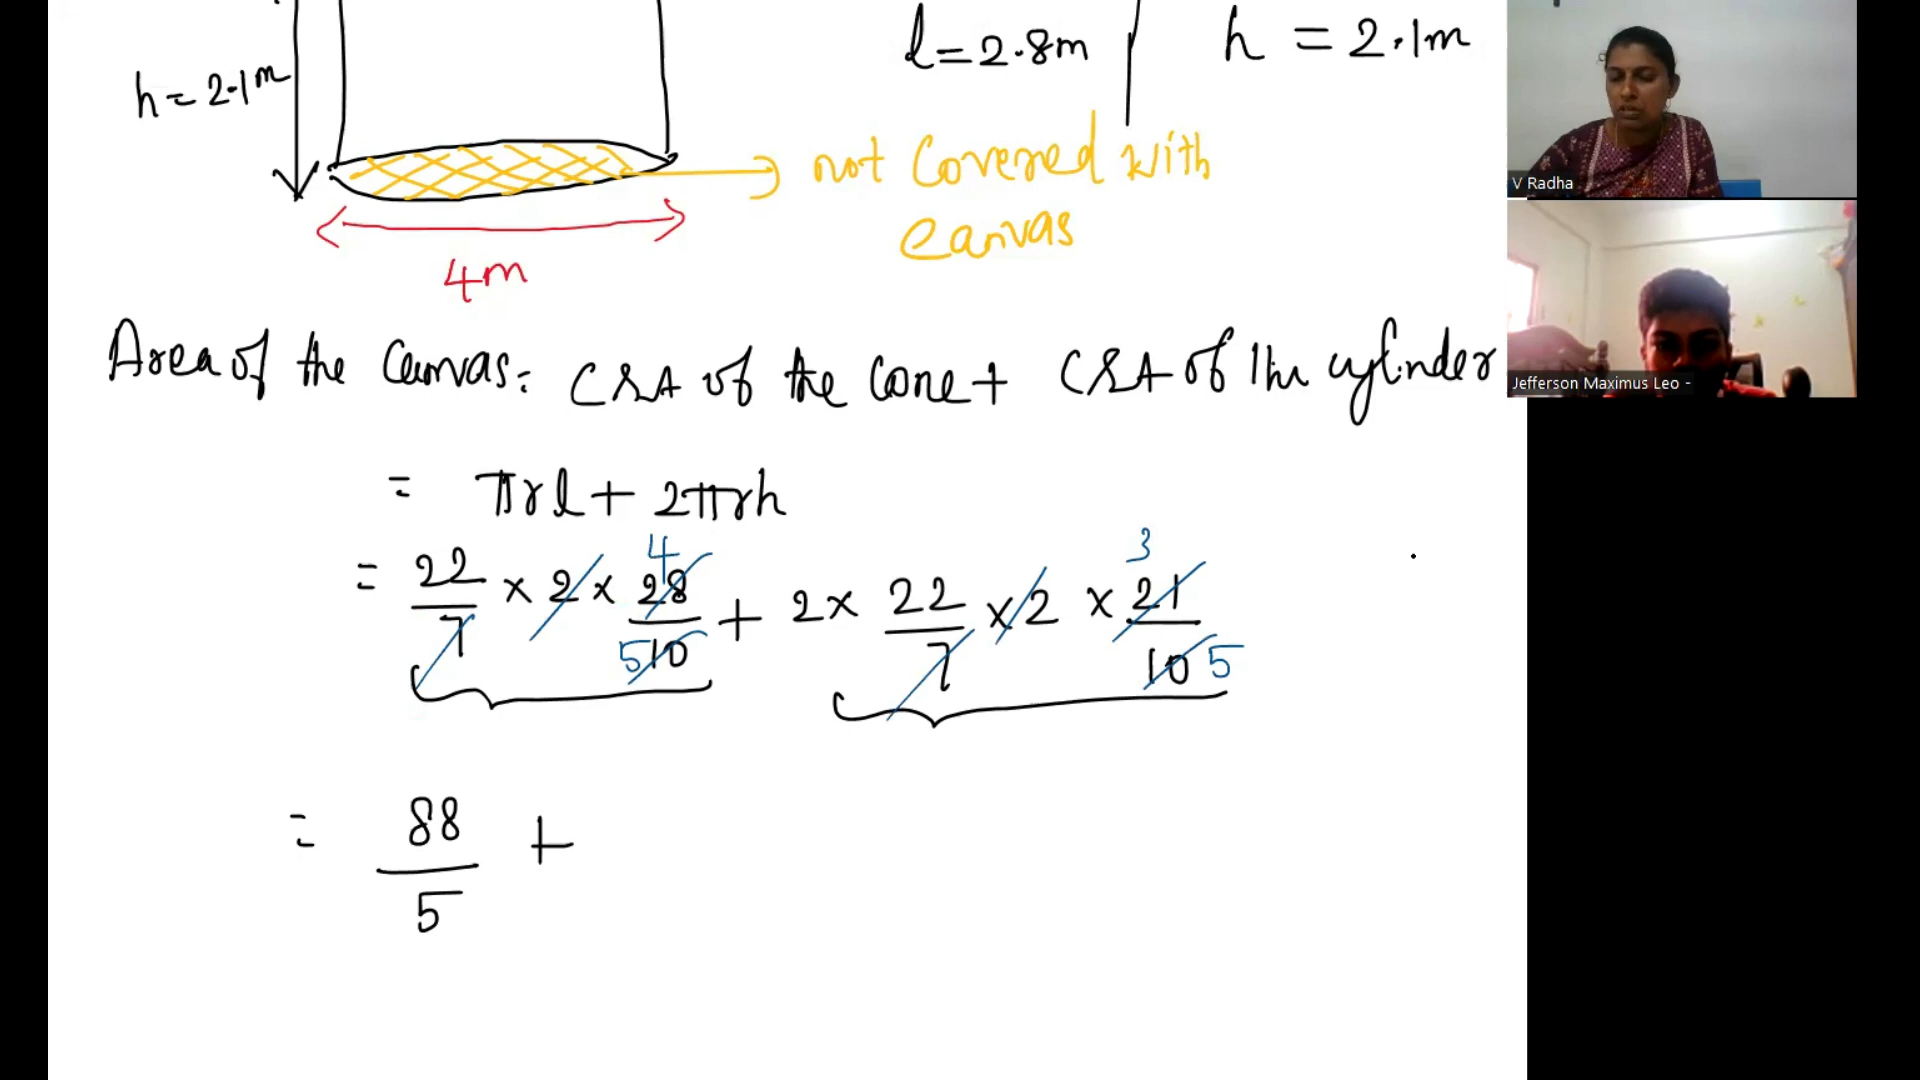 l=2.8m
h = 2.1m
h=2.1m
not Covered with
Canvas
4m
Area of the Canvas= CSA of the Cone+ CSA of the cylinder
= πrl+ 2πrh
= 22/7 × 2 × 28/10 + 2× 22/7 × 2 × 21/10
4
5
3
5
= 88/5 +
V Radha
Jefferson Maximus Leo -